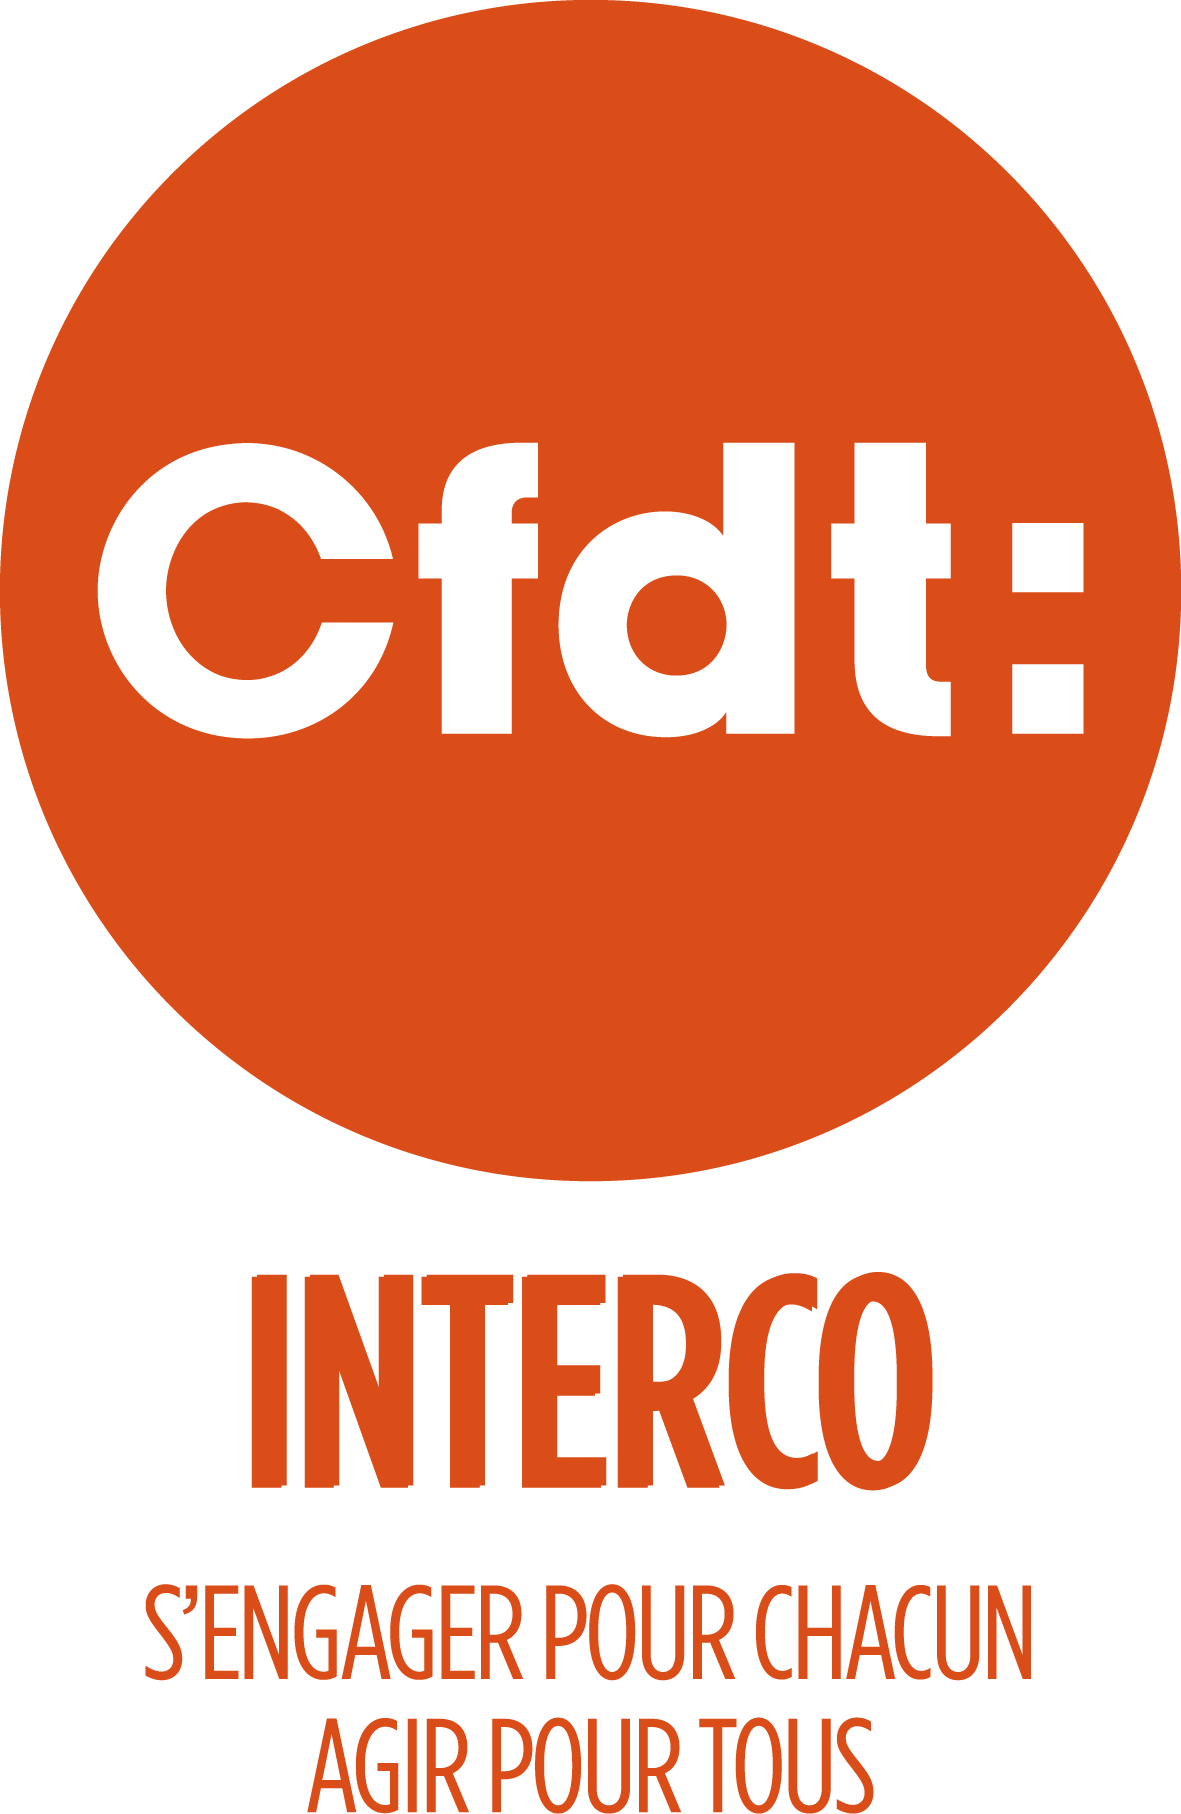 Cfdt:
INTERCO
S’ENGAGER POUR CHACUN
AGIR POUR TOUS